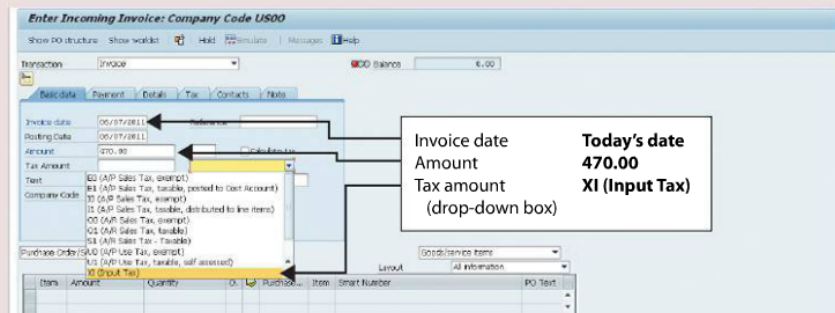 Enter Incoming Invoice: Company Code US00
Show PO structure Show worklist Hold Simulate Messages Help
Transaction Invoice Balance 0.00
Basic data Payment Details Tax Contacts Note
Invoice date 06/07/2011 Reference
Posting Date 06/07/2011
Amount 470.00 Calculate tax
Tax Amount
Text
Company Code
E0 (A/P Sales Tax, exempt)
E1 (A/P Sales Tax, taxable, posted to Cost Account)
I0 (A/P Sales Tax, exempt)
I1 (A/P Sales Tax, taxable, distributed to line items)
O0 (A/R Sales Tax, exempt)
O1 (A/R Sales Tax, taxable)
S1 (A/R Sales Tax - Taxable)
U0 (A/P Use Tax, exempt)
U1 (A/P Use Tax, taxable, self assessed)
XI (Input Tax)
Invoice date Today's date
Amount 470.00
Tax amount XI (Input Tax)
(drop-down box)
Purchase Order/S Goods/service items
Layout All information
Item Amount Quantity O. Purchase... Item Smart Number PO Text